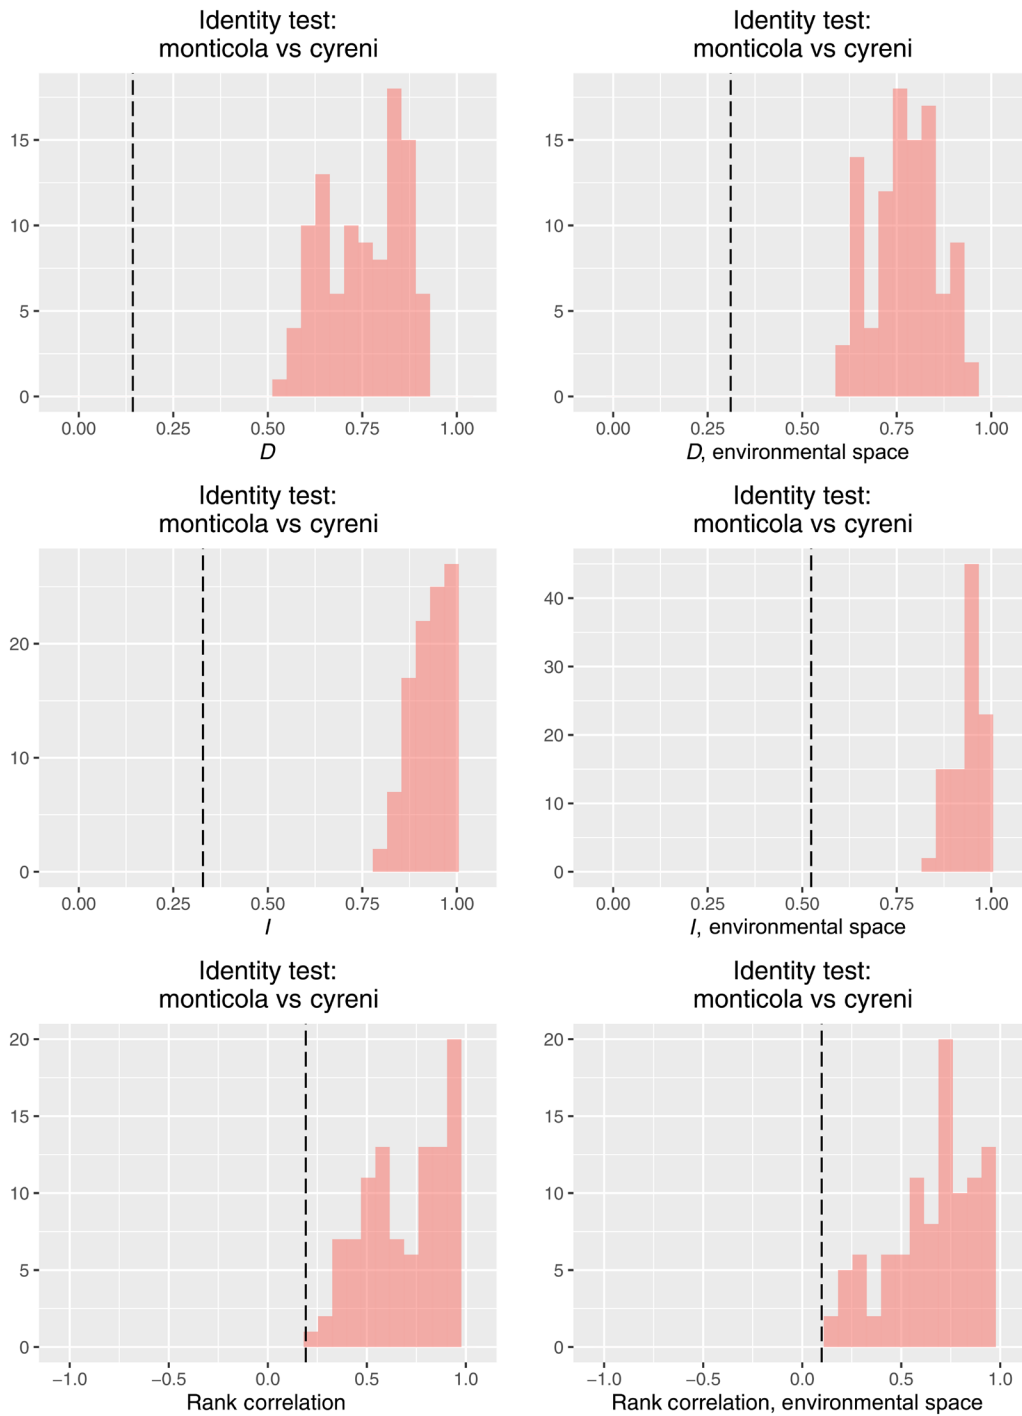 Identity test:
monticola vs cyreni
15
10
5
0
0.00 0.25 0.50 0.75 1.00
D
Identity test:
monticola vs cyreni
15
10
5
0
0.00 0.25 0.50 0.75 1.00
D, environmental space
Identity test:
monticola vs cyreni
20
10
0
0.00 0.25 0.50 0.75 1.00
I
Identity test:
monticola vs cyreni
40
30
20
10
0
0.00 0.25 0.50 0.75 1.00
I, environmental space
Identity test:
monticola vs cyreni
20
15
10
5
0
−1.0 −0.5 0.0 0.5 1.0
Rank correlation
Identity test:
monticola vs cyreni
20
15
10
5
0
−1.0 −0.5 0.0 0.5 1.0
Rank correlation, environmental space